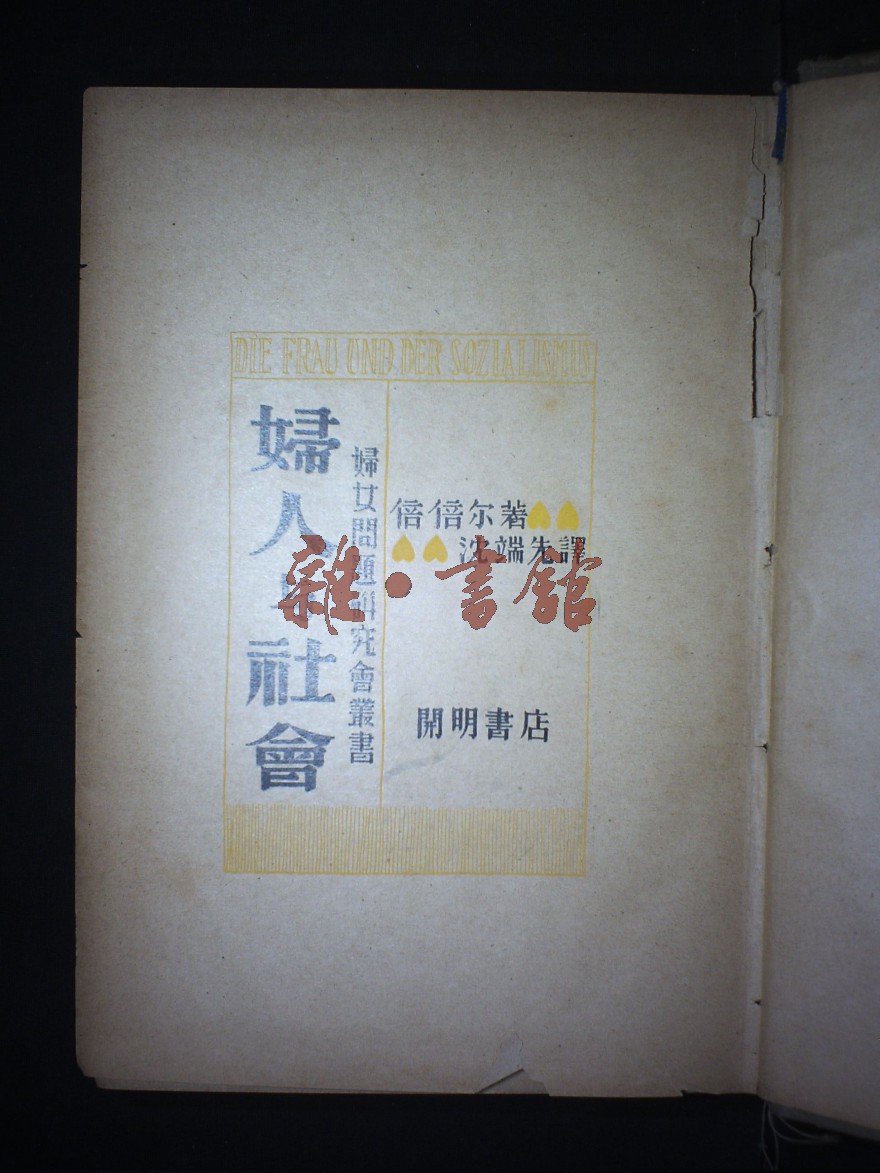 DIE FRAU UND DER SOZIALISMUS
婦人與社會
婦女問題研究會叢書
倍倍尔著
沈端先譯
開明書店
雜·書館